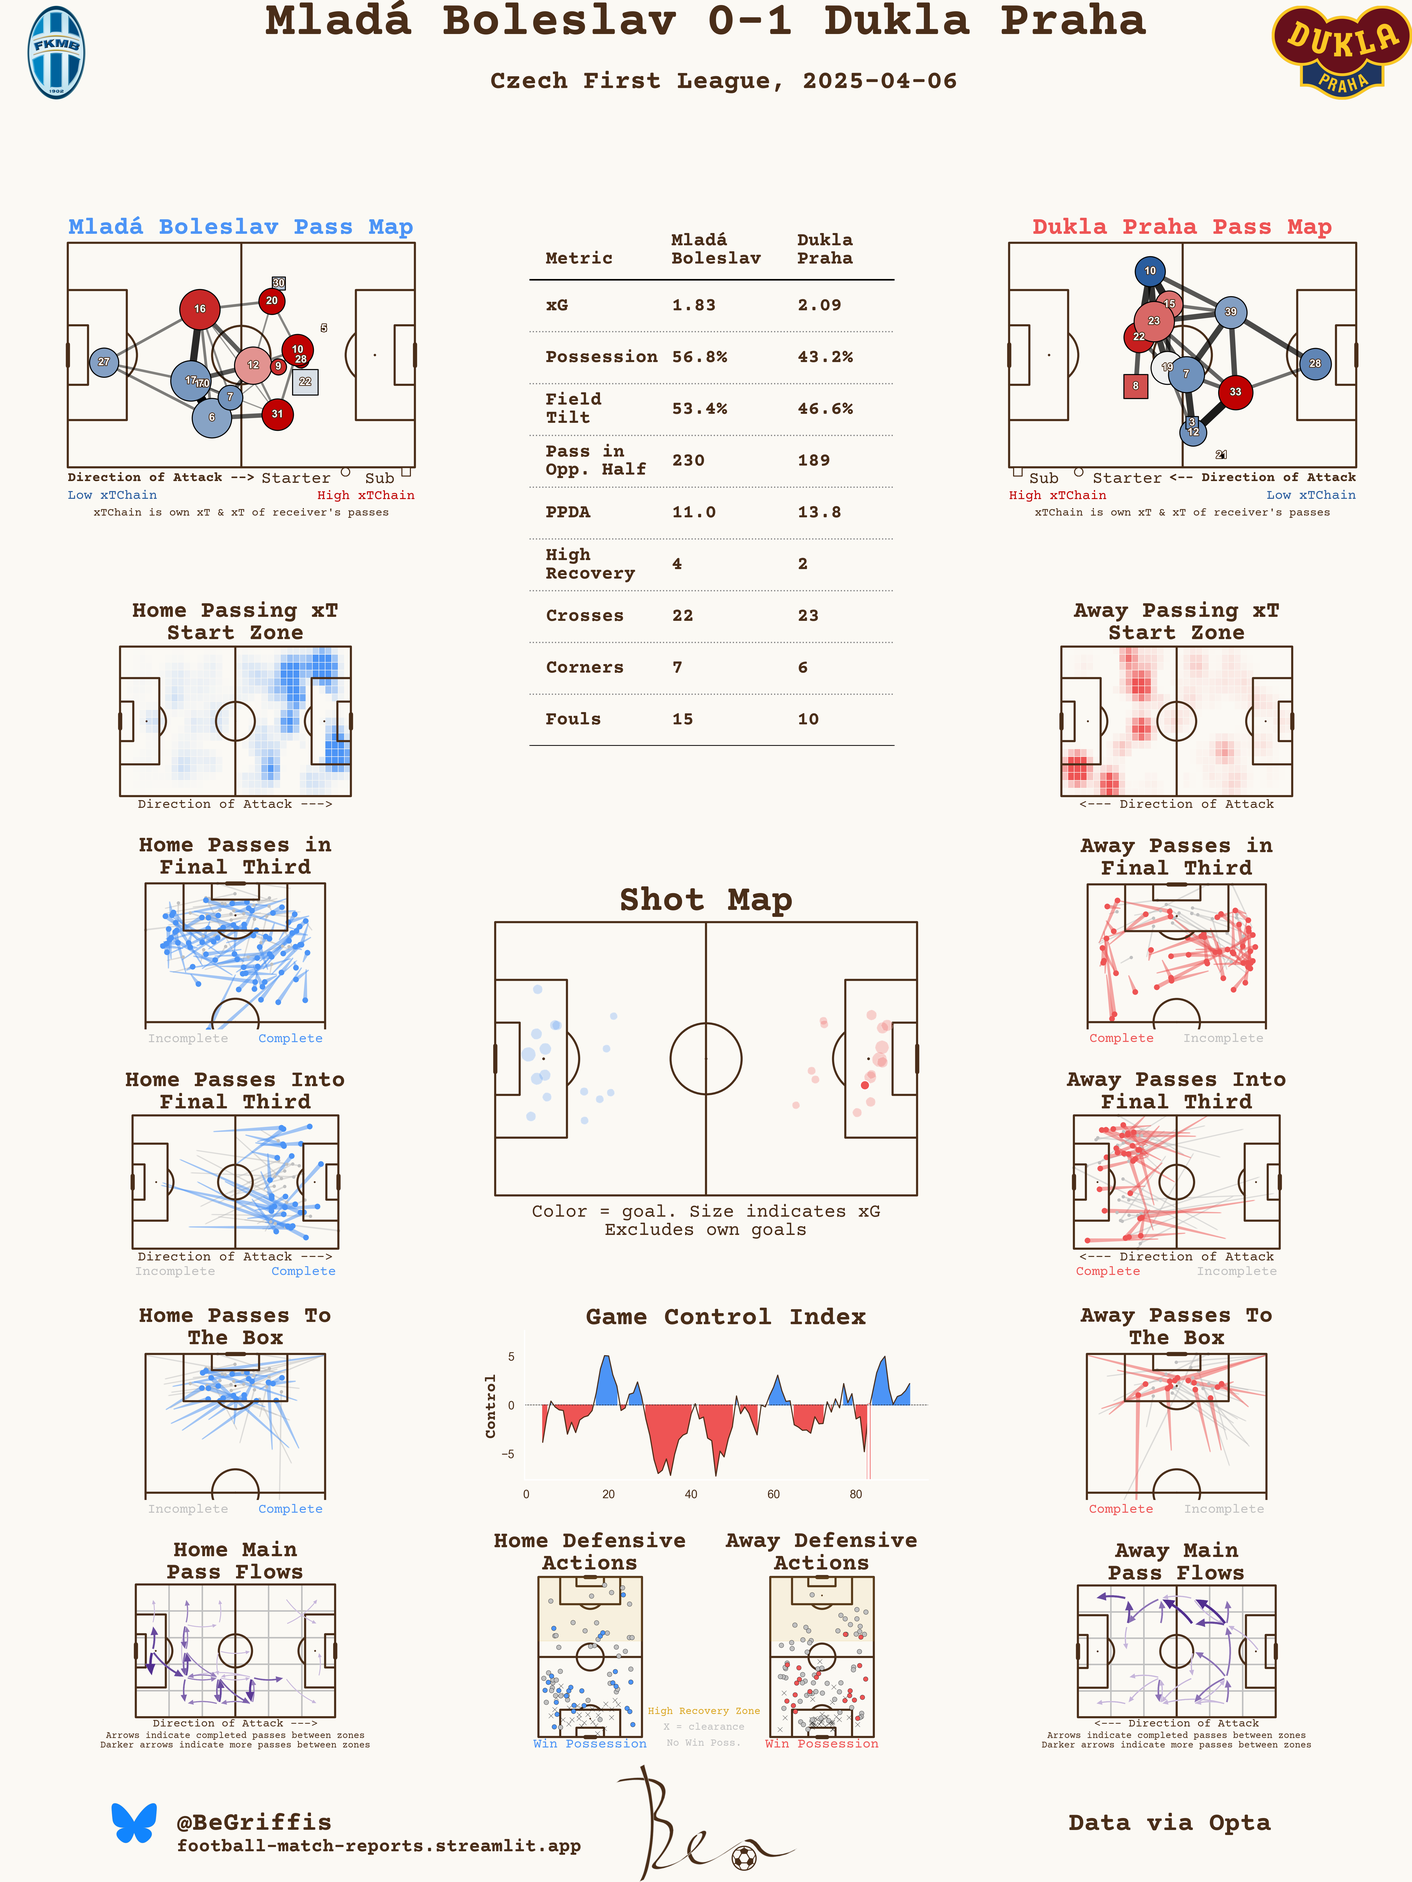 Mladá Boleslav 0-1 Dukla Praha
Czech First League, 2025-04-06
FKMB
1902
DUKLA
PRAHA
Mladá Boleslav Pass Map
30
20
16
5
10
28
27
12
9
22
17
7
6
31
Direction of Attack --> Starter Sub
Low xTChain High xTChain
xTChain is own xT & xT of receiver's passes
Metric Mladá Boleslav Dukla Praha
xG 1.83 2.09
Possession 56.8% 43.2%
Field Tilt 53.4% 46.6%
Pass in Opp. Half 230 189
PPDA 11.0 13.8
High Recovery 4 2
Crosses 22 23
Corners 7 6
Fouls 15 10
Dukla Praha Pass Map
10
15
23
39
22
19
7
28
8
33
3
12
Sub Starter <-- Direction of Attack
High xTChain Low xTChain
xTChain is own xT & xT of receiver's passes
Home Passing xT
Start Zone
Direction of Attack --->
Away Passing xT
Start Zone
<--- Direction of Attack
Home Passes in
Final Third
Incomplete Complete
Away Passes in
Final Third
Complete Incomplete
Shot Map
Color = goal. Size indicates xG
Excludes own goals
Home Passes Into
Final Third
Direction of Attack --->
Incomplete Complete
Away Passes Into
Final Third
<--- Direction of Attack
Complete Incomplete
Home Passes To
The Box
Incomplete Complete
Game Control Index
Control
5
0
-5
0 20 40 60 80
Away Passes To
The Box
Complete Incomplete
Home Main
Pass Flows
Direction of Attack --->
Arrows indicate completed passes between zones
Darker arrows indicate more passes between zones
Home Defensive
Actions
Win Possession
High Recovery Zone
X = clearance
No Win Poss.
Away Defensive
Actions
Win Possession
Away Main
Pass Flows
<--- Direction of Attack
Arrows indicate completed passes between zones
Darker arrows indicate more passes between zones
@BeGriffis
football-match-reports.streamlit.app
Ben
Data via Opta